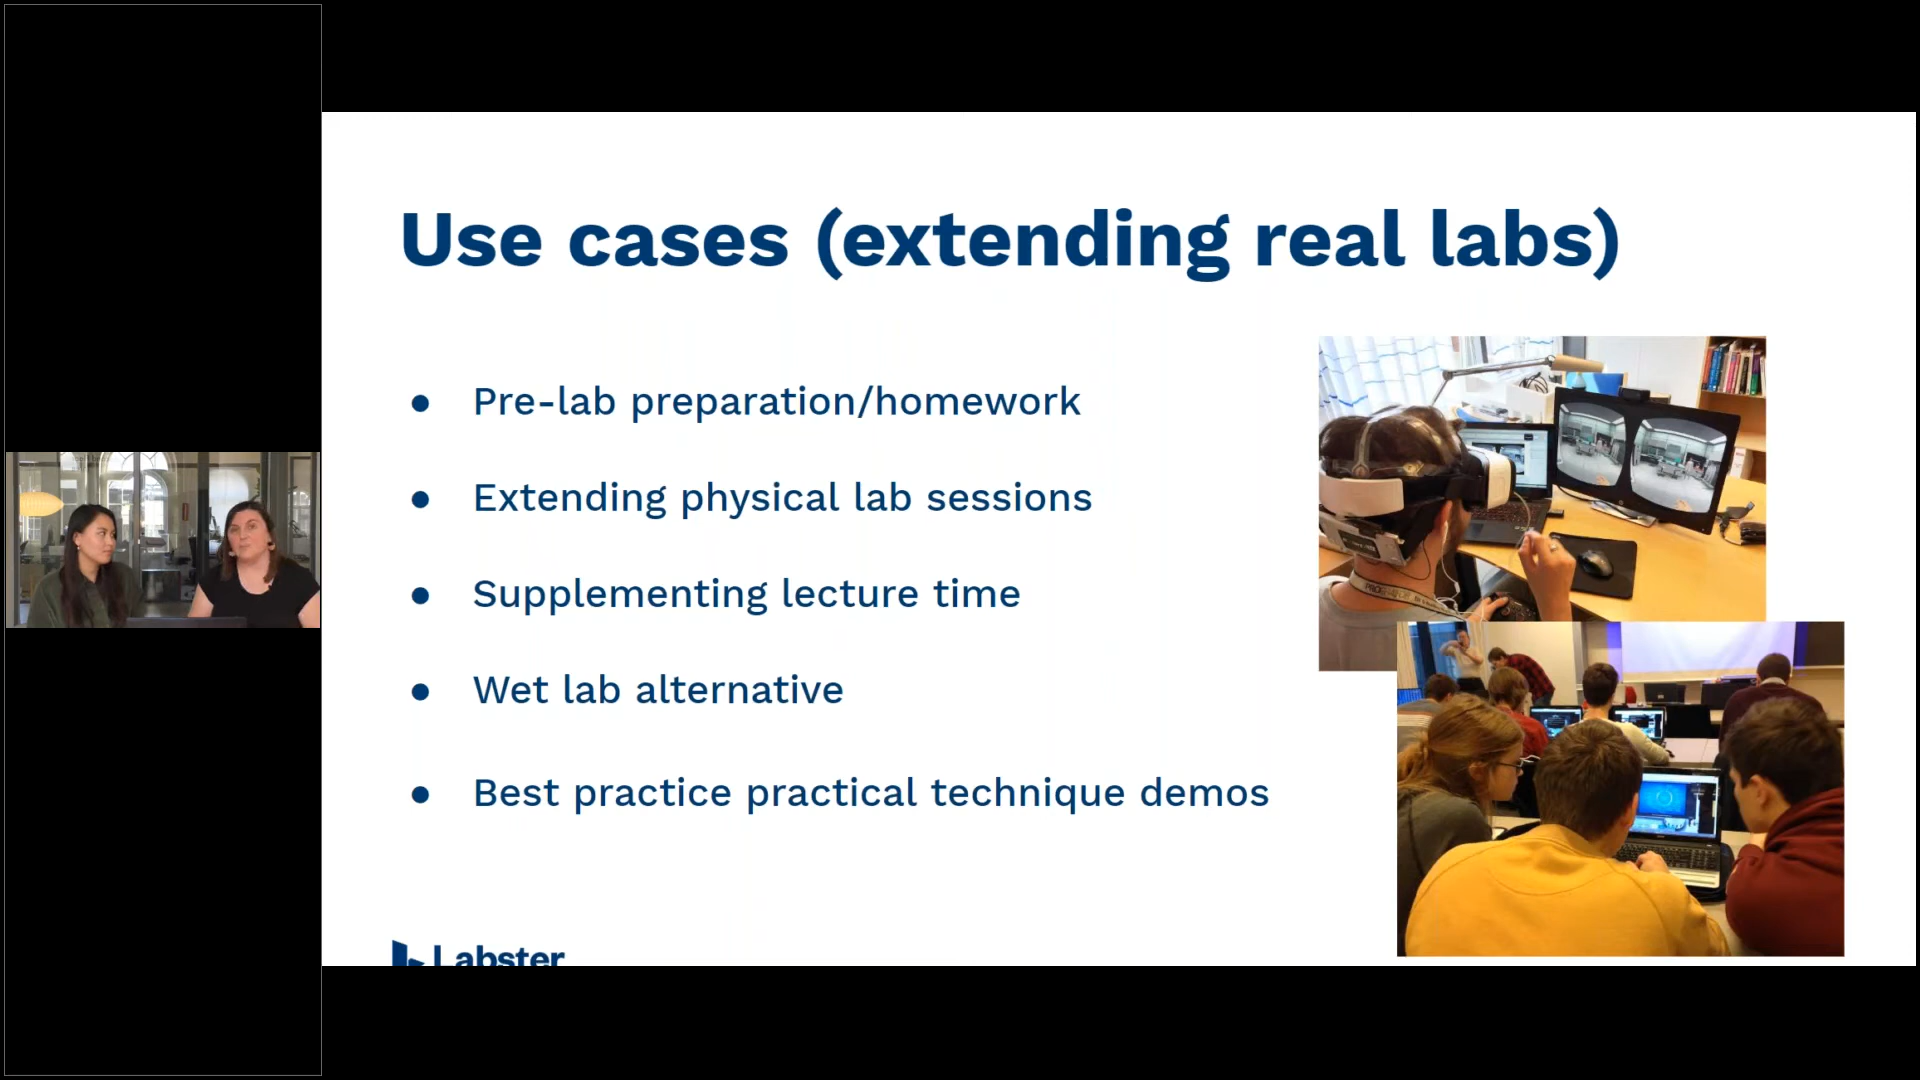 Use cases (extending real labs)
● Pre-lab preparation/homework
● Extending physical lab sessions
● Supplementing lecture time
● Wet lab alternative
● Best practice practical technique demos
Labster